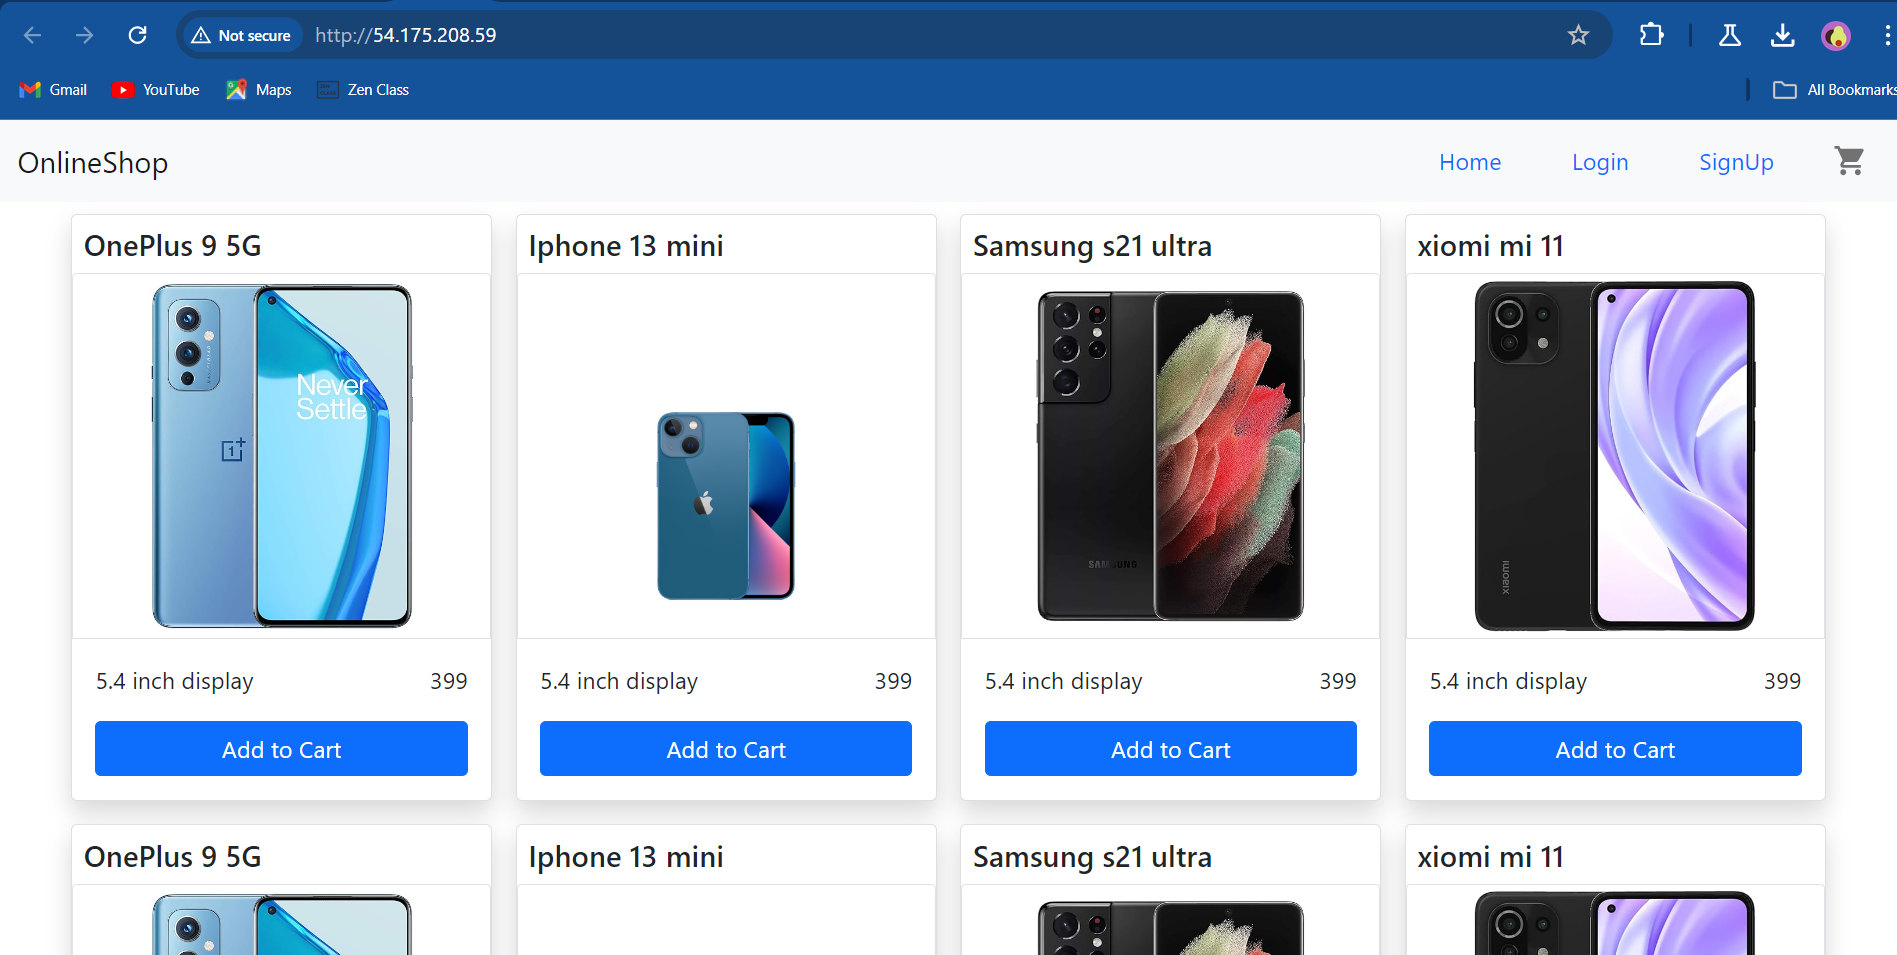 Not secure http://54.175.208.59
Gmail YouTube Maps Zen Class All Bookmarks
OnlineShop Home Login SignUp
OnePlus 9 5G Iphone 13 mini Samsung s21 ultra xiomi mi 11
Never
Settle
SAMSUNG
xiaomi
5.4 inch display 399 5.4 inch display 399 5.4 inch display 399 5.4 inch display 399
Add to Cart Add to Cart Add to Cart Add to Cart
OnePlus 9 5G Iphone 13 mini Samsung s21 ultra xiomi mi 11